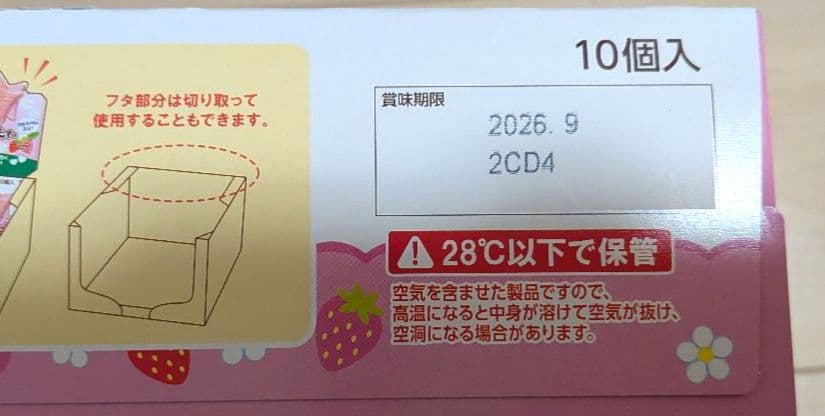 10個入
フタ部分は切り取って
使用することもできます。
賞味期限
2026. 9
2CD4
28℃以下で保管
空気を含ませた製品ですので、
高温になると中身が溶けて空気が抜け、
空洞になる場合があります。